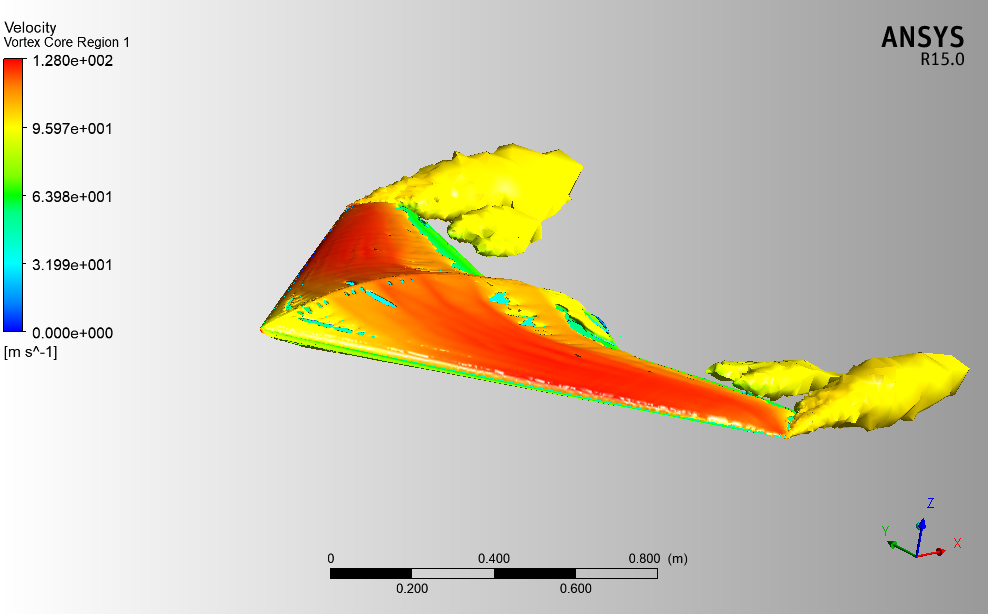 Velocity
Vortex Core Region 1
1.280e+002
9.597e+001
6.398e+001
3.199e+001
0.000e+000
[m s^-1]
ANSYS
R15.0
Z
Y
X
0 0.400 0.800 (m)
0.200 0.600